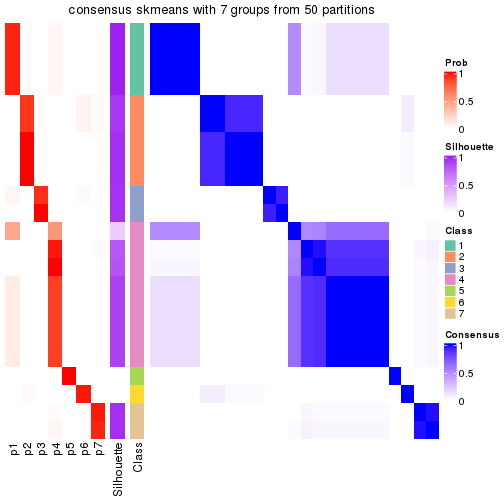 consensus skmeans with 7 groups from 50 partitions
Prob
1
0.5
0
Silhouette
1
0.5
0
Class
1
2
3
4
5
6
7
Consensus
1
0.5
0
p1
p2
p3
p4
p5
p6
p7
Silhouette
Class